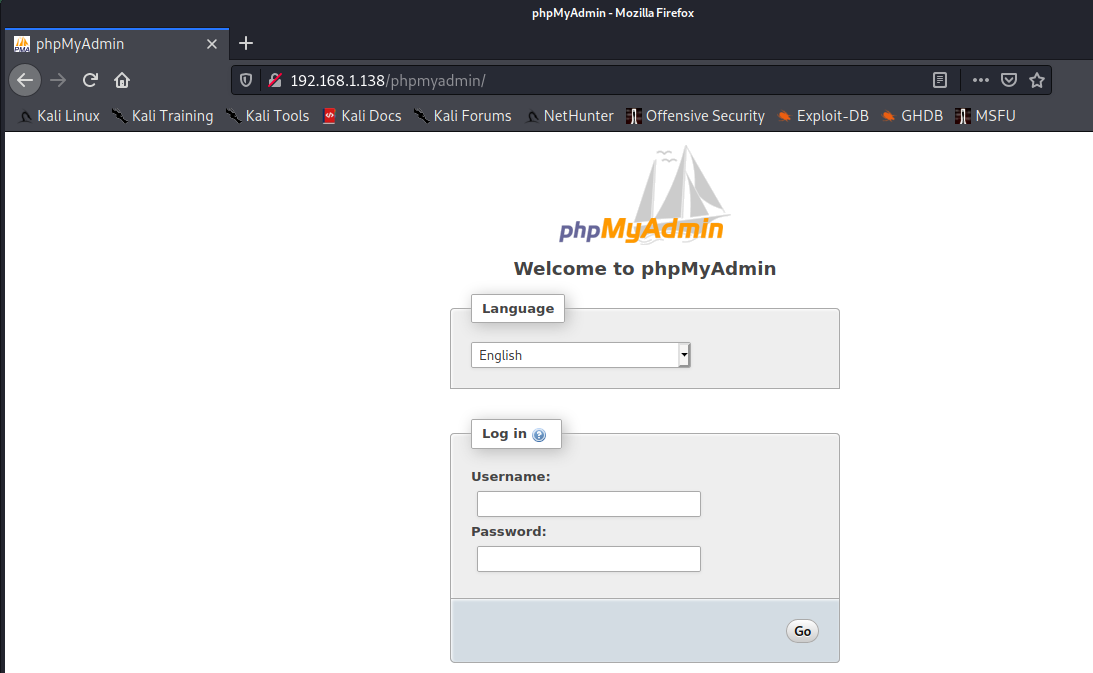 phpMyAdmin - Mozilla Firefox
phpMyAdmin
192.168.1.138/phpmyadmin/
Kali Linux Kali Training Kali Tools Kali Docs Kali Forums NetHunter Offensive Security Exploit-DB GHDB MSFU
phpMyAdmin
Welcome to phpMyAdmin
Language
English
Log in
Username:
Password:
Go